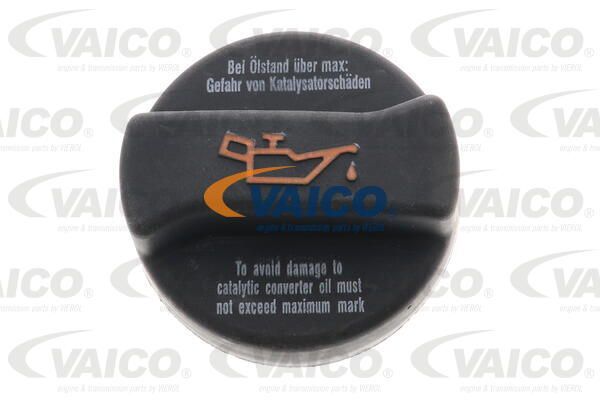 Bei Ölstand über max:
Gefahr von Katalysatorschäden
VAICO
engine & transmission parts by VIEROL
To avoid damage to
catalytic converter oil must
not exceed maximum mark